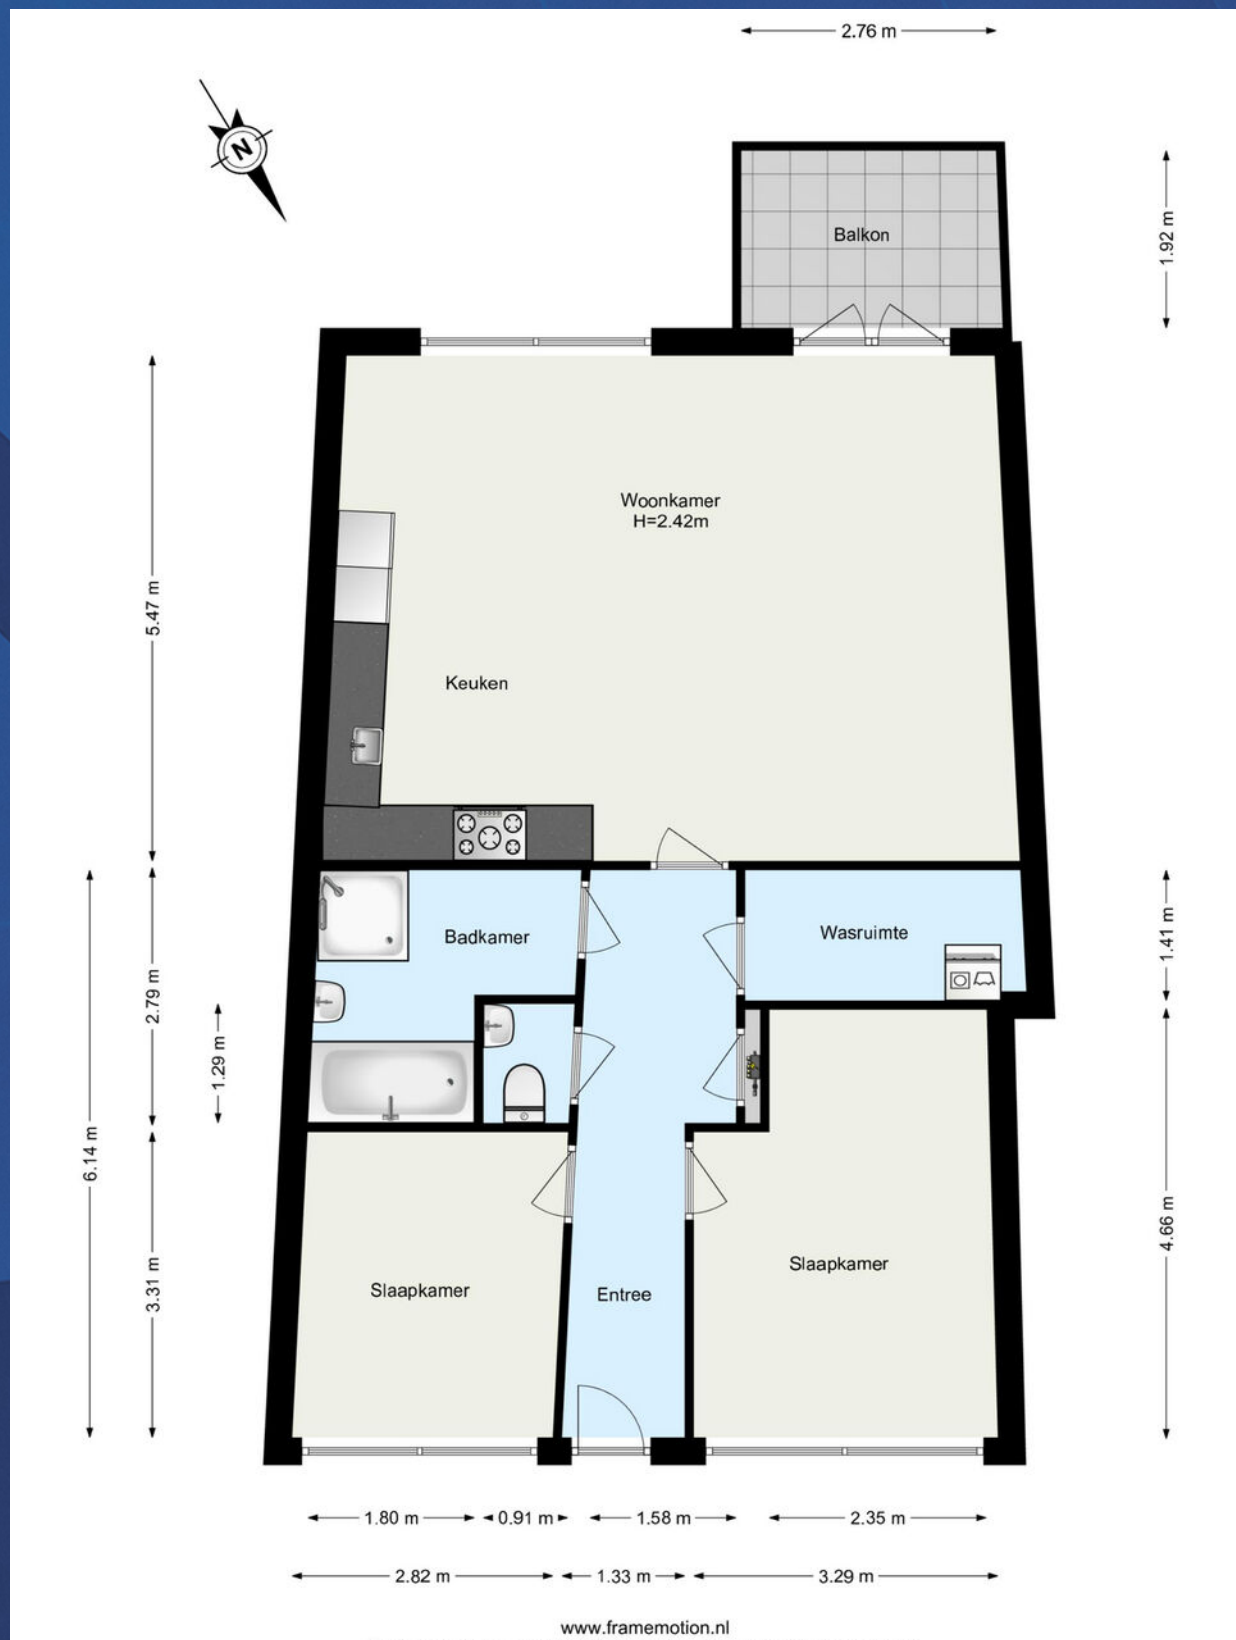 2.76 m
N
Balkon
1.92 m
Woonkamer
H=2.42m
5.47 m
Keuken
Badkamer
Wasruimte
1.41 m
2.79 m
1.29 m
6.14 m
4.66 m
3.31 m
Slaapkamer
Slaapkamer
Entree
1.80 m
0.91 m
1.58 m
2.35 m
2.82 m
1.33 m
3.29 m
www.framemotion.nl